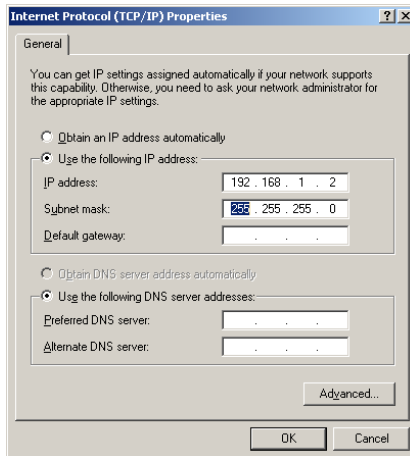 Internet Protocol (TCP/IP) Properties
General
You can get IP settings assigned automatically if your network supports
this capability. Otherwise, you need to ask your network administrator for
the appropriate IP settings.
Obtain an IP address automatically
Use the following IP address:
IP address: 192 . 168 . 1 . 2
Subnet mask: 255 . 255 . 255 . 0
Default gateway: . . .
Obtain DNS server address automatically
Use the following DNS server addresses:
Preferred DNS server: . . .
Alternate DNS server: . . .
Advanced...
OK Cancel